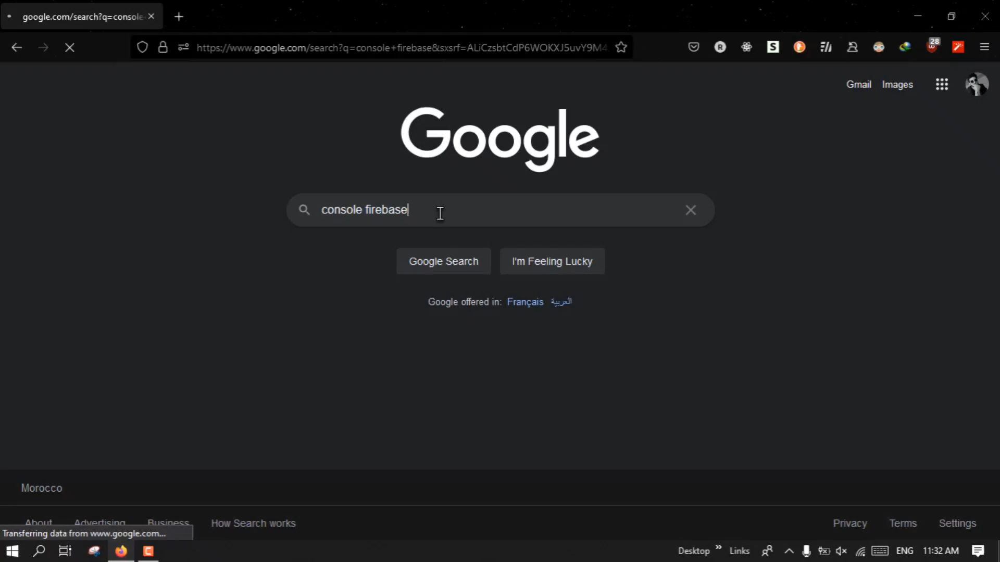 google.com/search?q=console
https://www.google.com/search?q=console+firebase&sxsrf=ALiCzsbtCdP6WOKXJ5uvY9M4
R
S
28
Gmail
Images
Google
console firebase
Google Search
I'm Feeling Lucky
Google offered in: Français العربية
Morocco
About
Advertising
Business
How Search works
Privacy
Terms
Settings
Transferring data from www.google.com...
Desktop
Links
ENG
11:32 AM